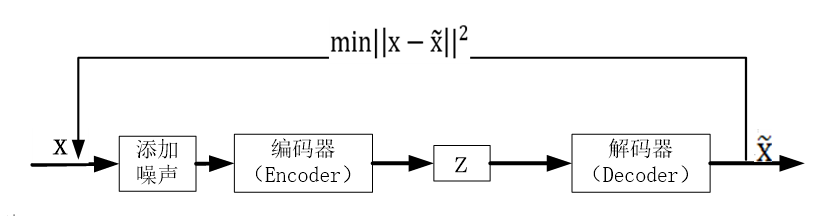 min||x − x̃||²
x
添加
噪声
编码器
（Encoder）
Z
解码器
（Decoder）
x̃